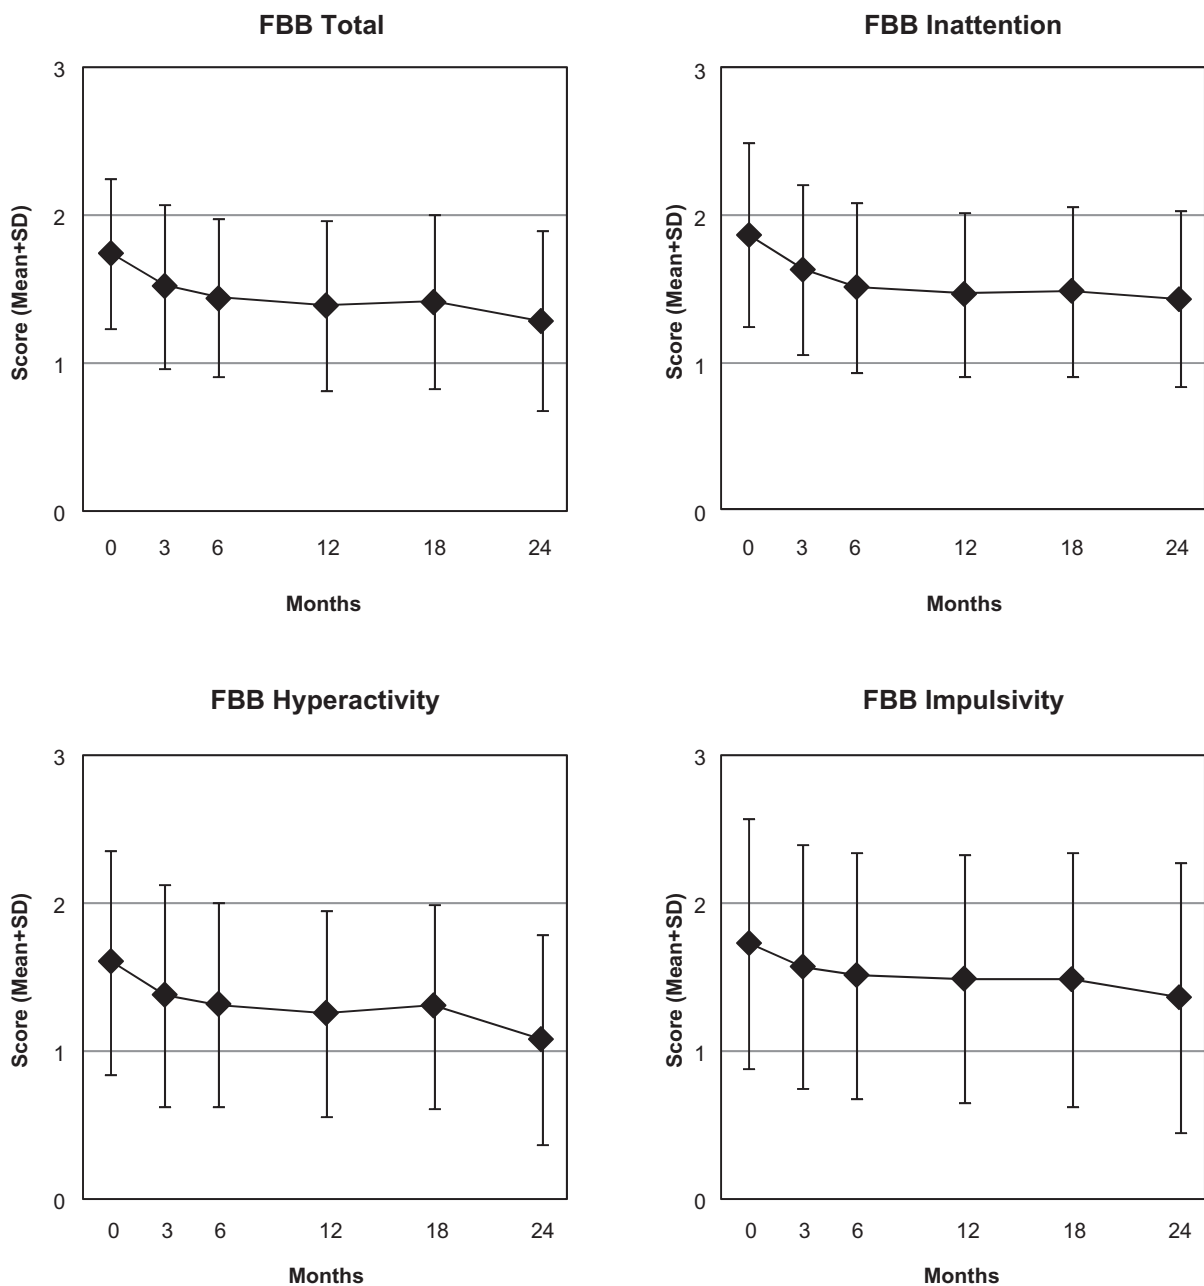 FBB Total
3
2
1
0
Score (Mean+SD)
0 3 6 12 18 24
Months
FBB Inattention
3
2
1
0
Score (Mean+SD)
0 3 6 12 18 24
Months
FBB Hyperactivity
3
2
1
0
Score (Mean+SD)
0 3 6 12 18 24
Months
FBB Impulsivity
3
2
1
0
Score (Mean+SD)
0 3 6 12 18 24
Months